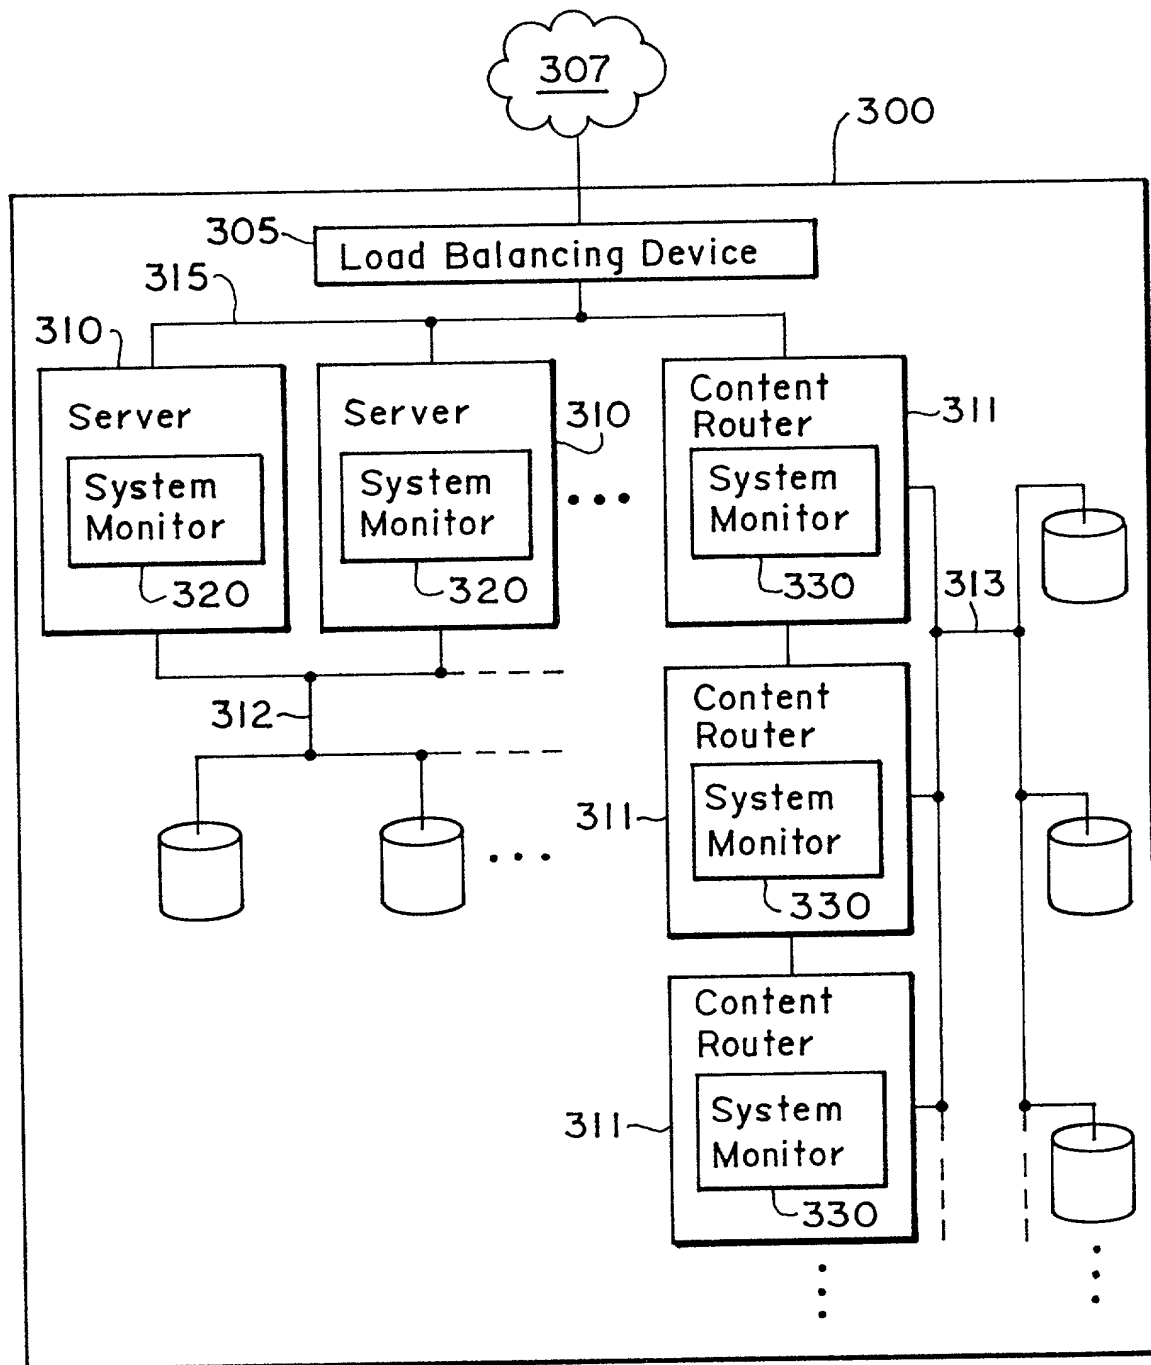 307
300
305
Load Balancing Device
315
310
Server
System
Monitor
320
Server
310
System
Monitor
320
Content
Router
311
System
Monitor
330
313
312
Content
Router
311
System
Monitor
330
Content
Router
311
System
Monitor
330